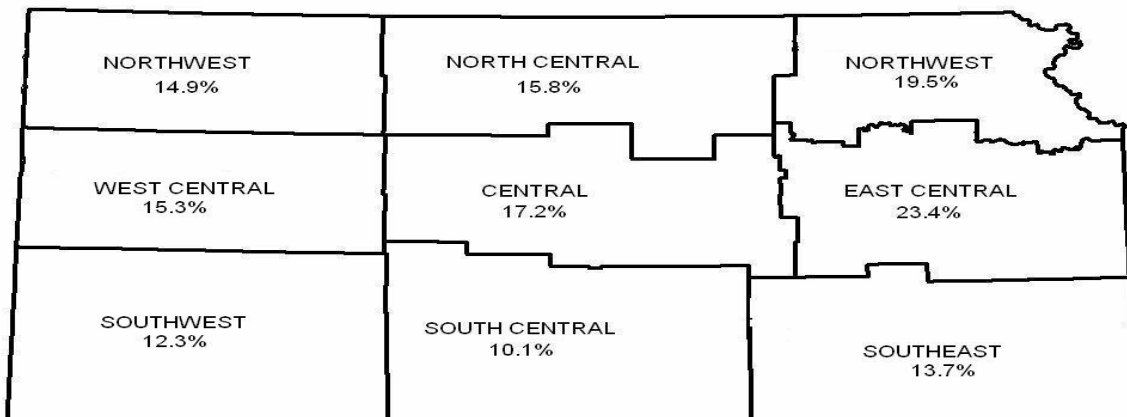 NORTHWEST
14.9%
NORTH CENTRAL
15.8%
NORTHWEST
19.5%
WEST CENTRAL
15.3%
CENTRAL
17.2%
EAST CENTRAL
23.4%
SOUTHWEST
12.3%
SOUTH CENTRAL
10.1%
SOUTHEAST
13.7%